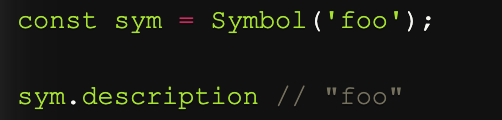 const sym = Symbol('foo');
sym.description // "foo"